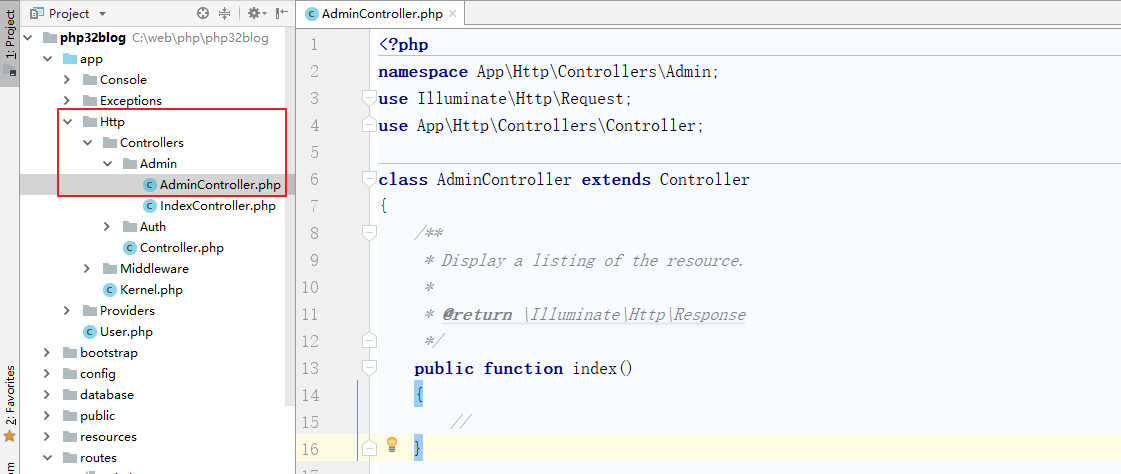 1: Project
2: Favorites
Project
php32blog C:\web\php\php32blog
app
Console
Exceptions
Http
Controllers
Admin
AdminController.php
IndexController.php
Auth
Controller.php
Middleware
Kernel.php
Providers
User.php
bootstrap
config
database
public
resources
routes
AdminController.php ×
1 <?php
2 namespace App\Http\Controllers\Admin;
3 use Illuminate\Http\Request;
4 use App\Http\Controllers\Controller;
5
6 class AdminController extends Controller
7 {
8 /**
9 * Display a listing of the resource.
10 *
11 * @return \Illuminate\Http\Response
12 */
13 public function index()
14 {
15 //
16 }